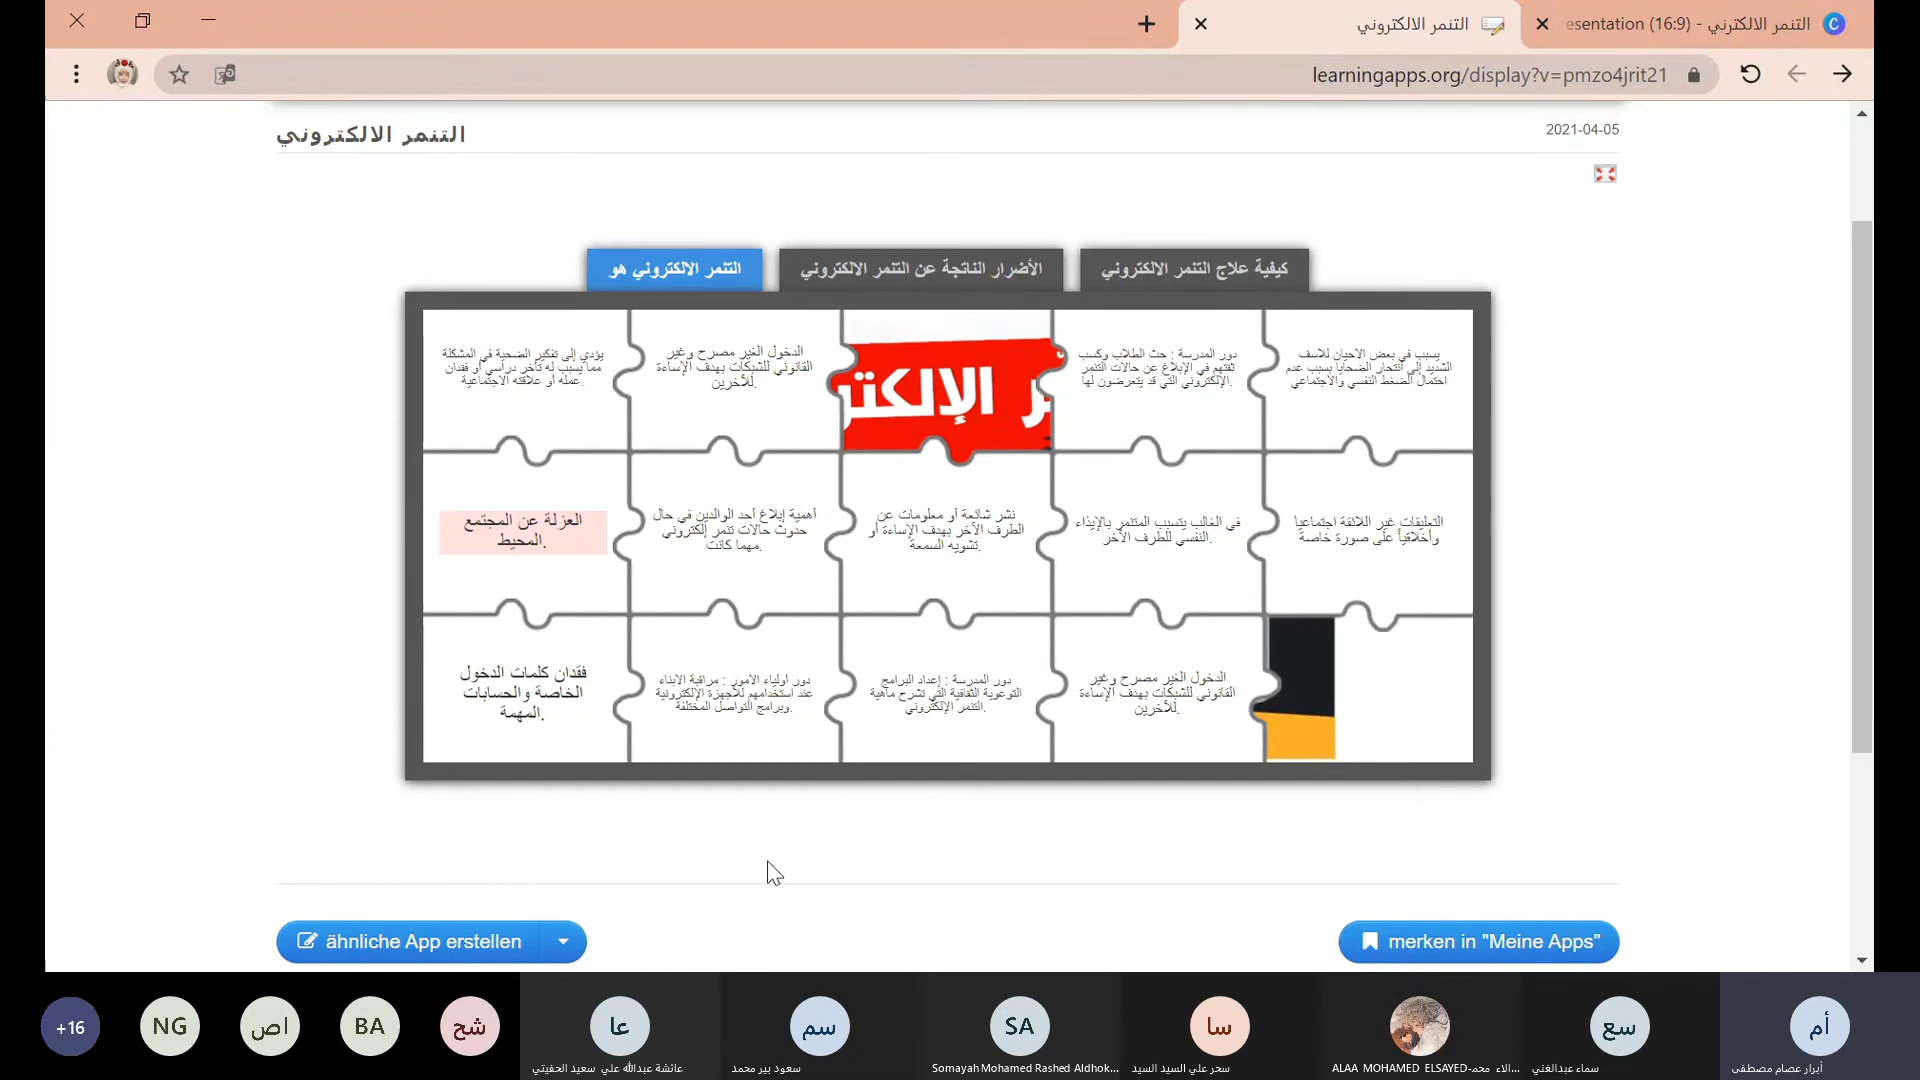 التنمر الالكتروني
التنمر الالكترني - esentation (16:9)
learningapps.org/display?v=pmzo4jrit21
التنمر الالكتروني
2021-04-05
التنمر الالكتروني هو
الأضرار الناتجة عن التنمر الالكتروني
كيفية علاج التنمر الالكتروني
يؤدي إلى تفكير الضحية في المشكلة
مما يسبب له تأخر دراسي أو فقدان
عمله أو علاقته الاجتماعية.
الدخول الغير مصرح وغير
القانوني للشبكات بهدف الإساءة
للأخرين.
ر الإلكتر
دور المدرسة : حث الطلاب وكسب
ثقتهم في الإبلاغ عن حالات التنمر
الإلكتروني التي قد يتعرضون لها.
يسبب في بعض الاحيان للاسف
الشديد إلى انتحار الضحايا بسبب عدم
احتمال الضغط النفسي والاجتماعي
العزلة عن المجتمع
المحيط.
أهمية إبلاغ أحد الوالدين في حال
حدوث حالات تنمر إلكتروني
مهما كانت.
نشر شائعة أو معلومات عن
الطرف الآخر بهدف الإساءة أو
تشويه السمعة.
في الغالب يتسبب المتنمر بالإيذاء
النفسي للطرف الآخر.
التعليقات غير اللائقة اجتماعيا
وأخلاقياً على صورة خاصة
فقدان كلمات الدخول
الخاصة والحسابات
المهمة.
دور أولياء الامور : مراقبة الابناء
عند استخدامهم للأجهزة الإلكترونية
وبرامج التواصل المختلفة.
دور المدرسة : إعداد البرامج
التوعوية الثقافية التي تشرح ماهية
التنمر الإلكتروني.
الدخول الغير مصرح وغير
القانوني للشبكات بهدف الإساءة
للأخرين.
ähnliche App erstellen
merken in "Meine Apps"
+16
NG
اص
BA
شح
عا
سم
SA
سا
سع
أم
عائشة عبدالله علي سعيد الحفيتي
سعود بير محمد
Somayah Mohamed Rashed Aldhok...
سحر علي السيد السيد
ALAA MOHAMED ELSAYED-الاء محمـ...
سماء عبدالغني
أبرار عصام مصطفى